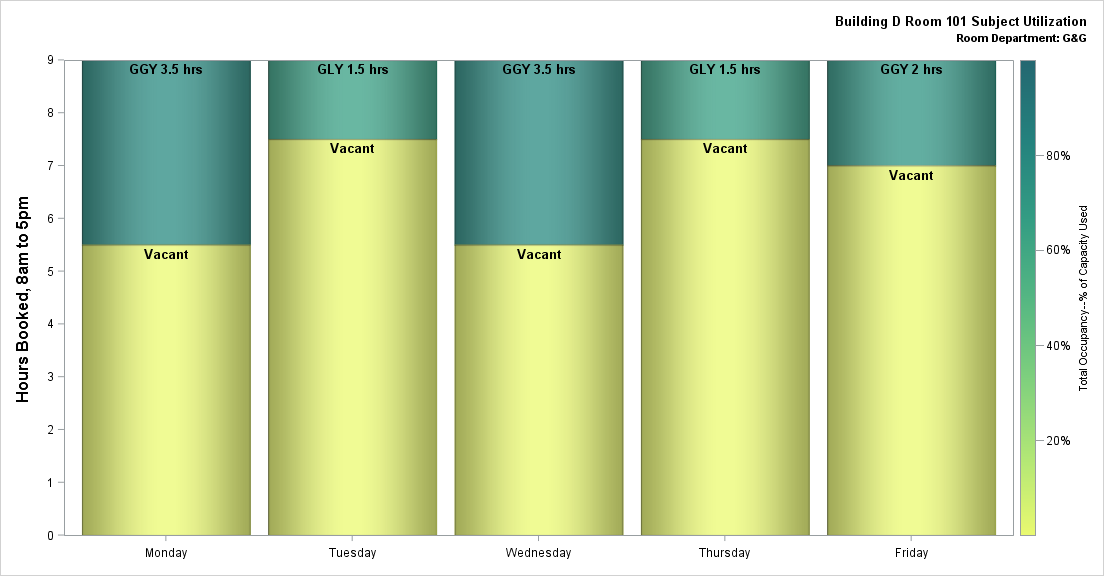 Building D Room 101 Subject Utilization
Room Department: G&G
Hours Booked, 8am to 5pm
9
8
7
6
5
4
3
2
1
0
GGY 3.5 hrs
Vacant
GLY 1.5 hrs
Vacant
GGY 3.5 hrs
Vacant
GLY 1.5 hrs
Vacant
GGY 2 hrs
Vacant
Monday
Tuesday
Wednesday
Thursday
Friday
80%
60%
40%
20%
Total Occupancy--% of Capacity Used